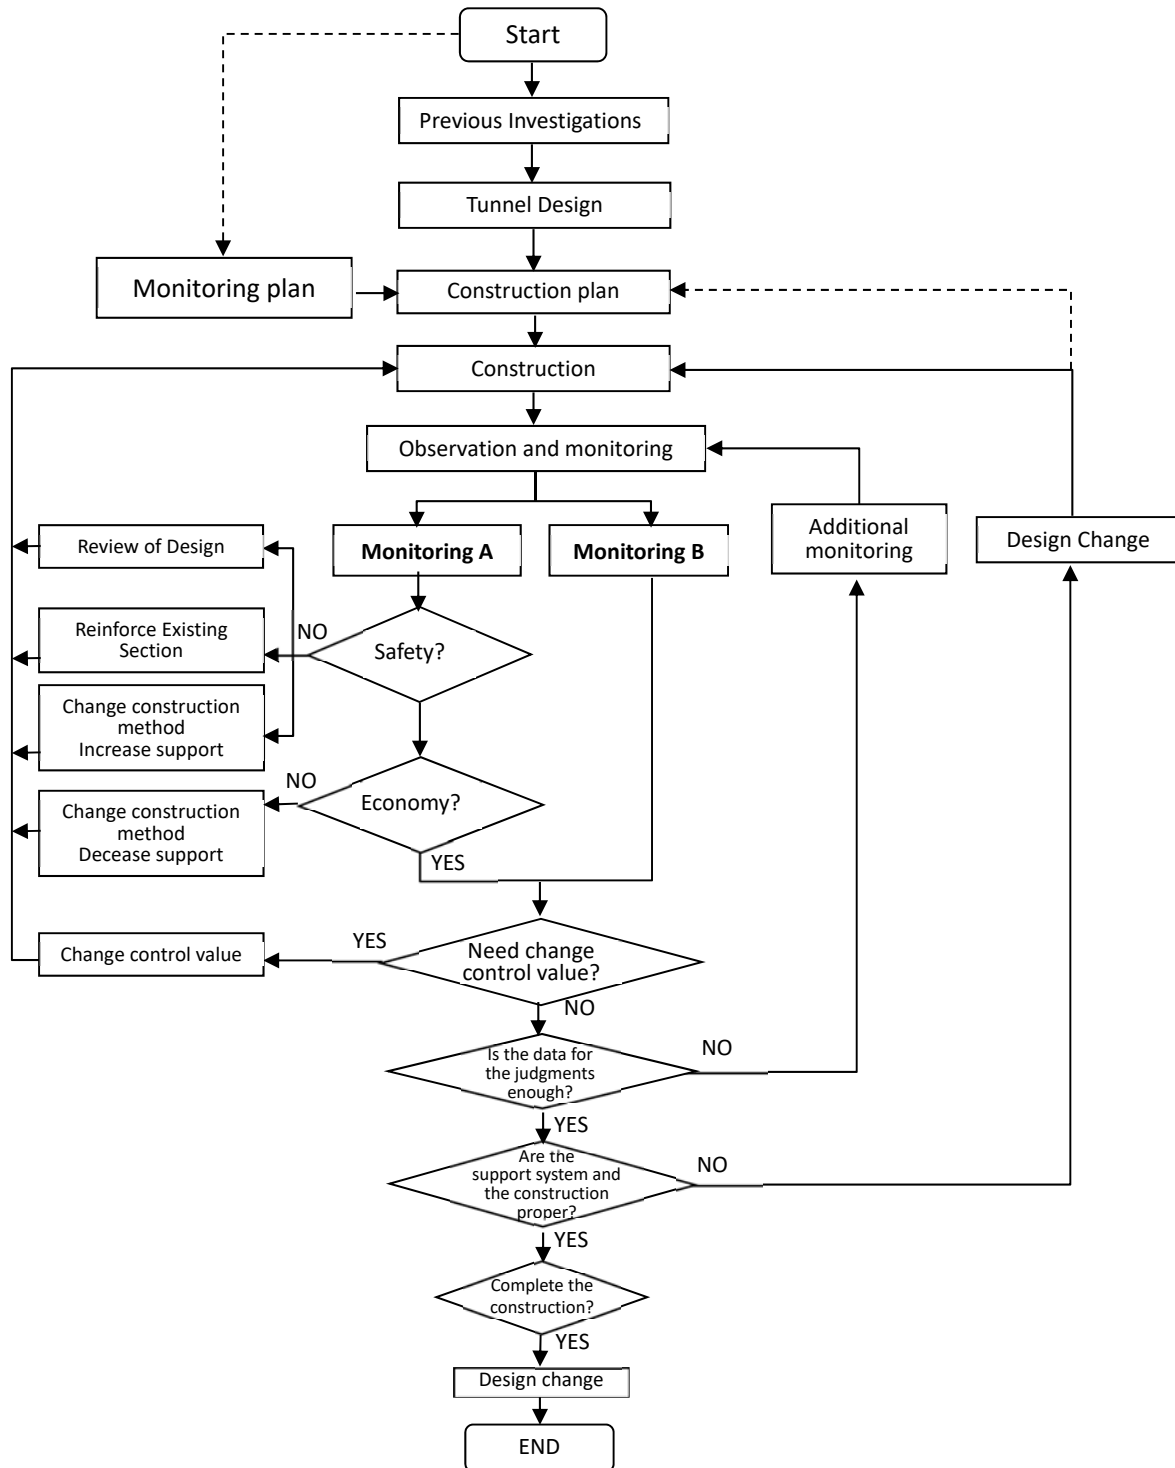 Start
Previous Investigations
Tunnel Design
Monitoring plan
Construction plan
Construction
Observation and monitoring
Monitoring A
Monitoring B
Additional
monitoring
Design Change
Review of Design
NO
Reinforce Existing
Section
Safety?
Change construction
method
Increase support
NO
Economy?
Change construction
method
Decease support
YES
YES
Change control value
Need change
control value?
NO
Is the data for
the judgments
enough?
NO
YES
Are the
support system and
the construction
proper?
NO
YES
Complete the
construction?
YES
Design change
END